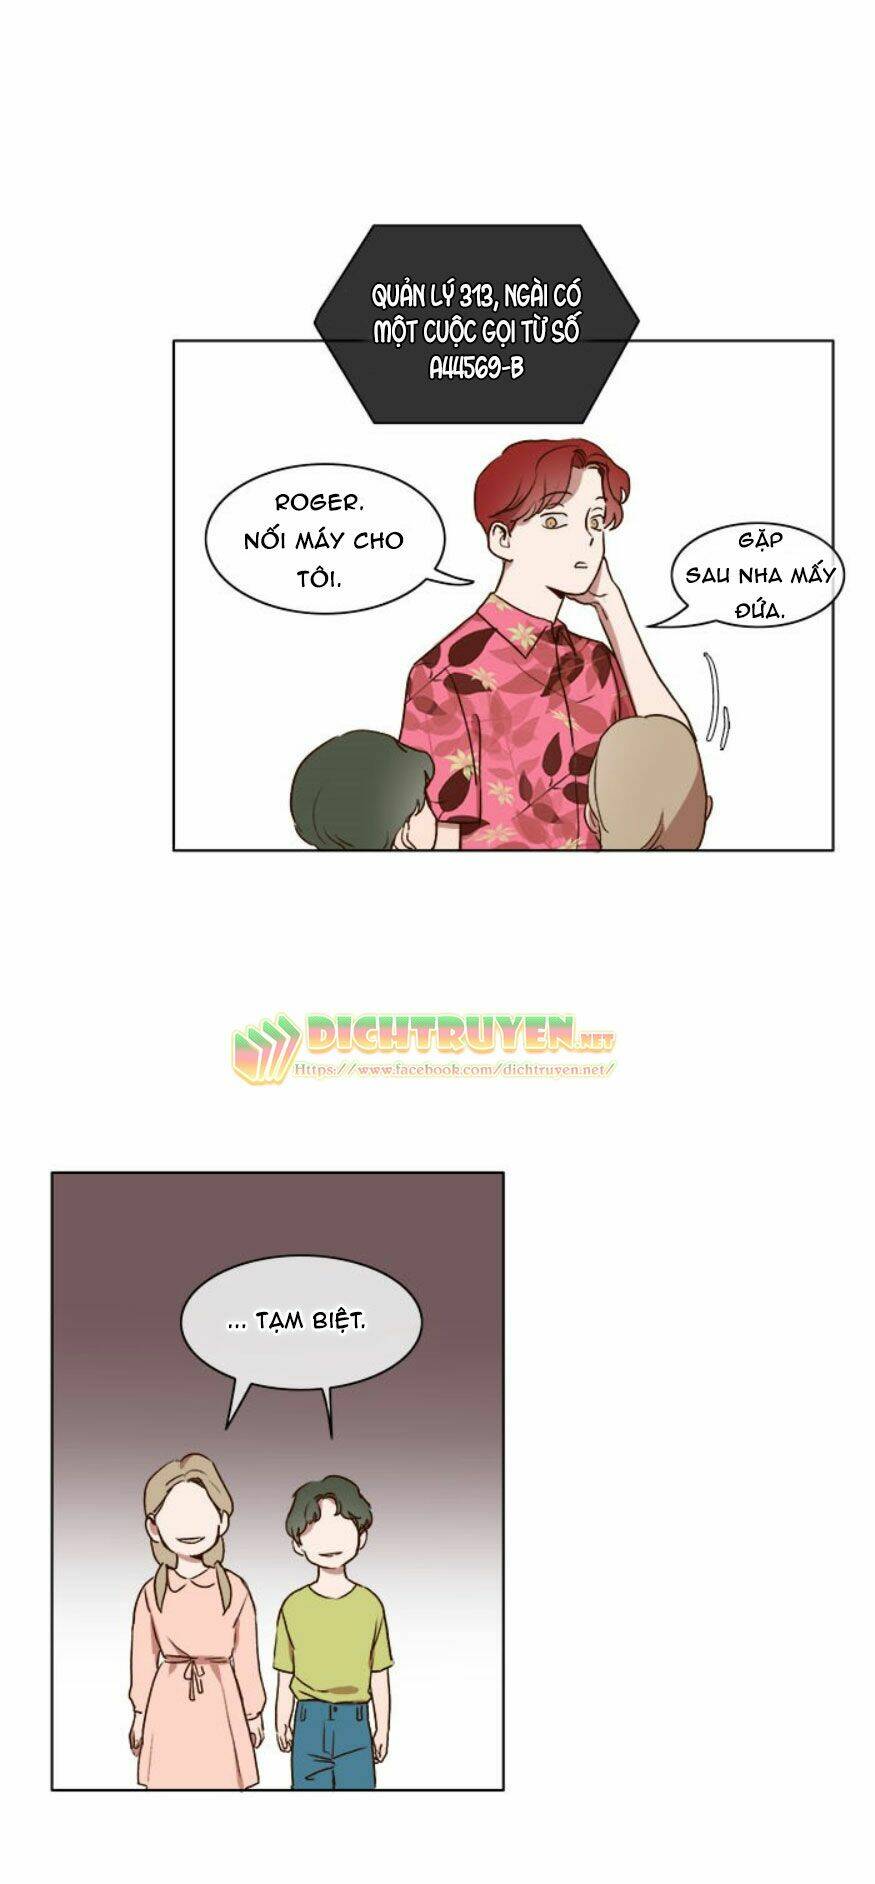 QUẢN LÝ 313, NGÀI CÓ
MỘT CUỘC GỌI TỪ SỐ
A44569-B
ROGER.
NỐI MÁY CHO
TÔI.
GẶP
SAU NHA MẤY
ĐỨA.
DICHTRUYEN.NET
Https://www.facebook.com/dichtruyen.net/
... TẠM BIỆT.